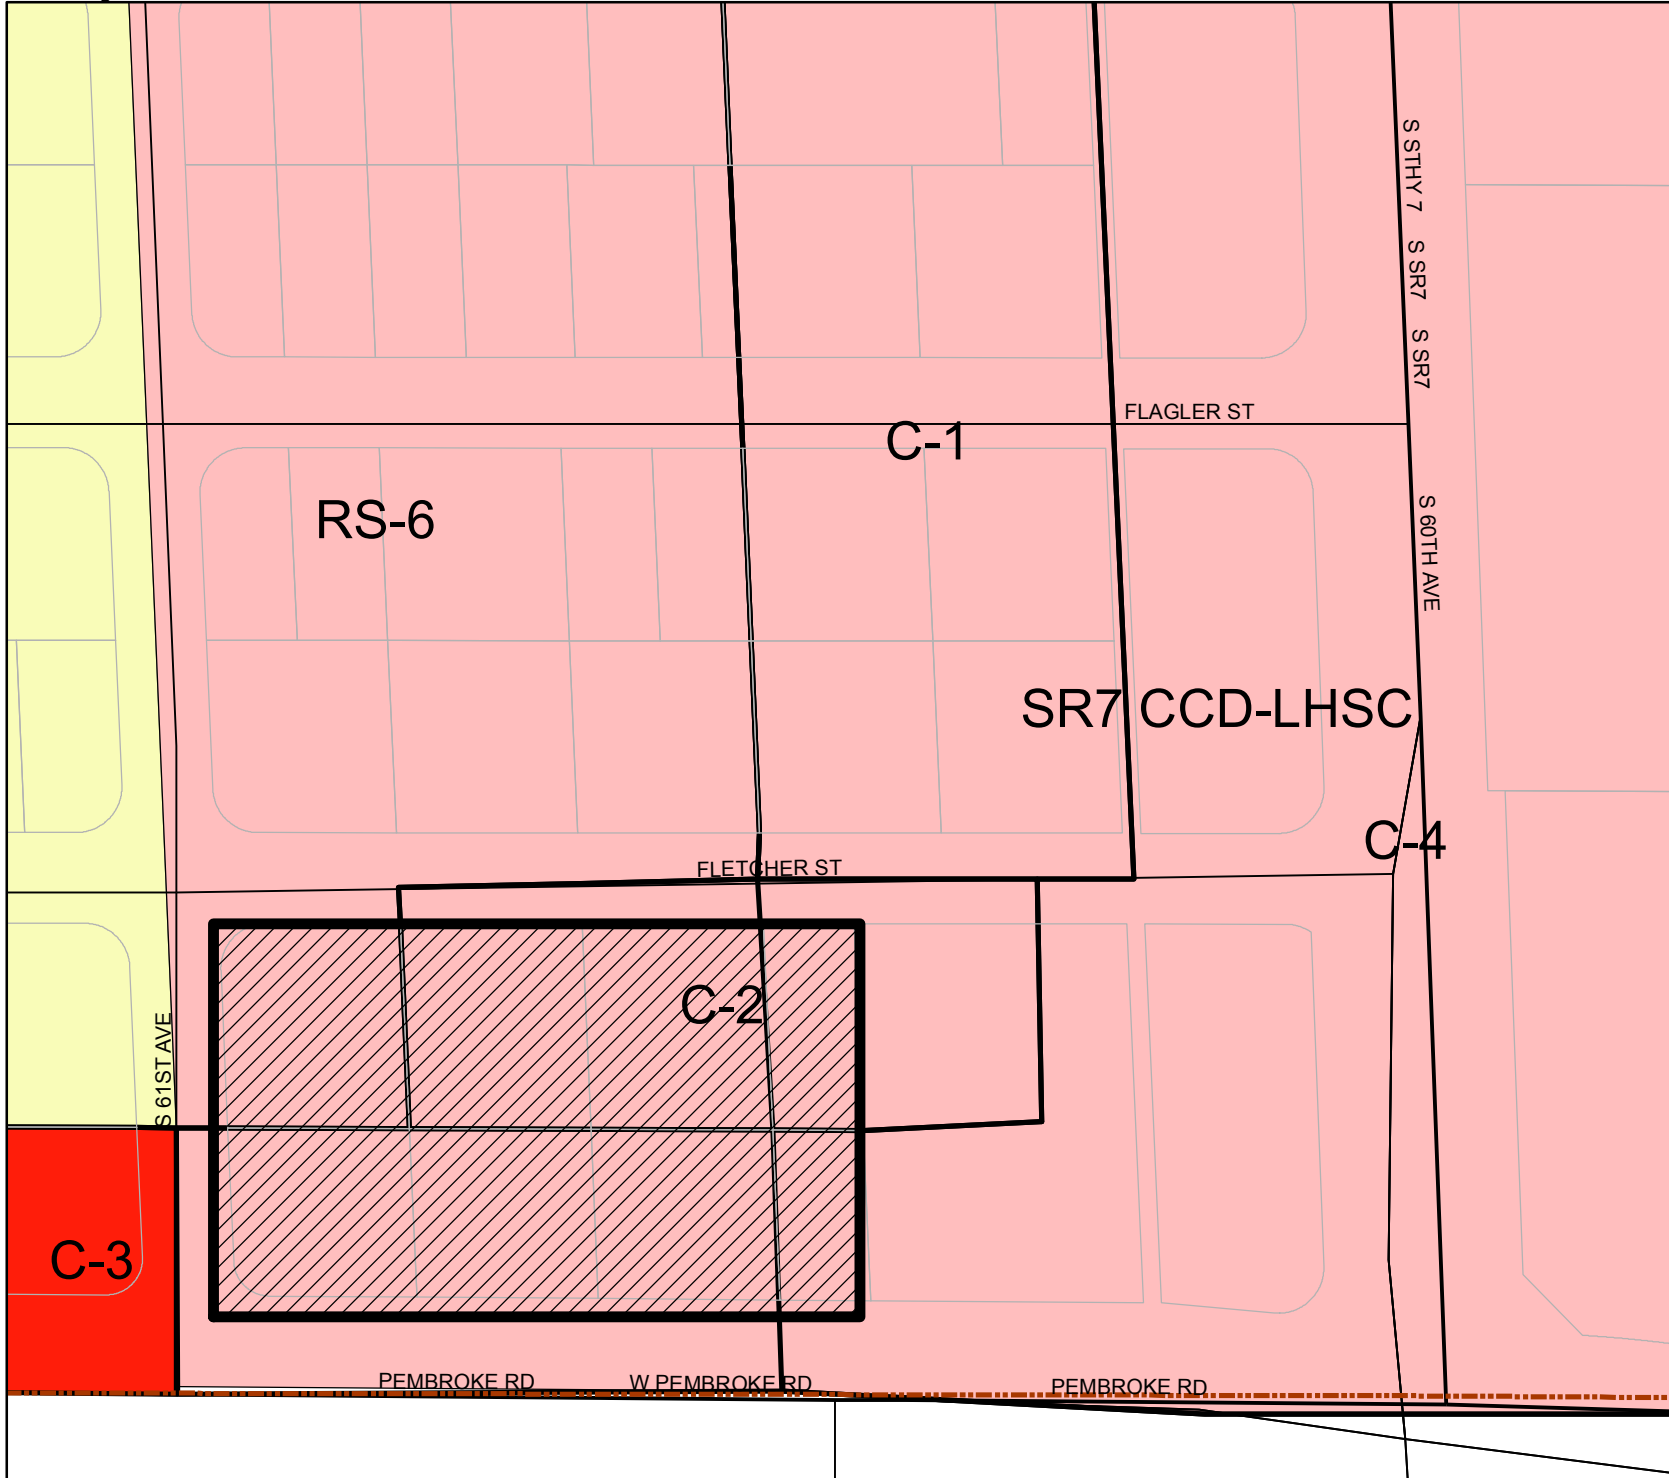 S STHY 7
S SR7
S SR7
FLAGLER ST
C-1
RS-6
S 60TH AVE
SR7 CCD-LHSC
C-4
FLETCHER ST
C-2
S 61ST AVE
C-3
PEMBROKE RD
W PEMBROKE RD
PEMBROKE RD